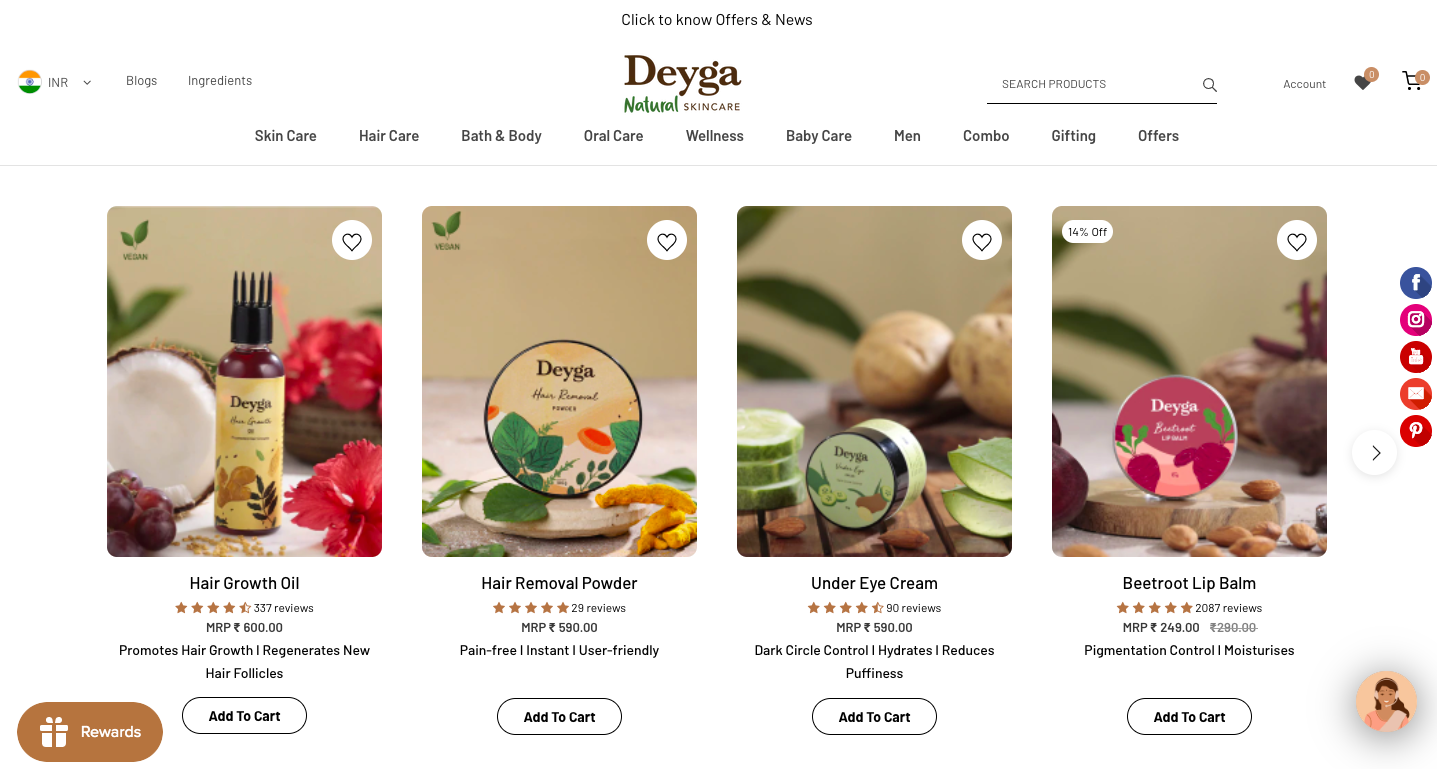 Click to know Offers & News
INR
Blogs
Ingredients
Deyga
Natural SKINCARE
SEARCH PRODUCTS
Account
0
0
Skin Care
Hair Care
Bath & Body
Oral Care
Wellness
Baby Care
Men
Combo
Gifting
Offers
VEGAN
Deyga
Hair Growth
OIL
VEGAN
Deyga
Hair Removal
POWDER
Deyga
Under Eye
14% Off
Deyga
Beetroot
LIP BALM
Hair Growth Oil
337 reviews
MRP ₹ 600.00
Promotes Hair Growth I Regenerates New
Hair Follicles
Add To Cart
Hair Removal Powder
29 reviews
MRP ₹ 590.00
Pain-free I Instant I User-friendly
Add To Cart
Under Eye Cream
90 reviews
MRP ₹ 590.00
Dark Circle Control I Hydrates I Reduces
Puffiness
Add To Cart
Beetroot Lip Balm
2087 reviews
MRP ₹ 249.00 ₹290.00
Pigmentation Control I Moisturises
Add To Cart
Rewards